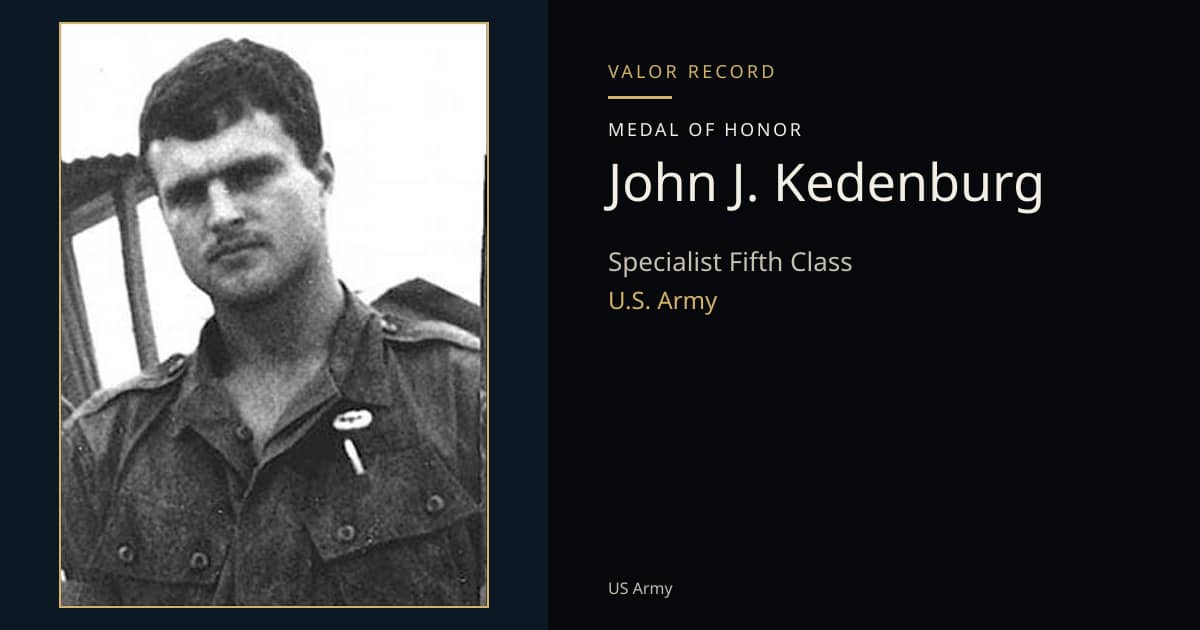 VALOR RECORD
MEDAL OF HONOR
John J. Kedenburg
Specialist Fifth Class
U.S. Army
US Army